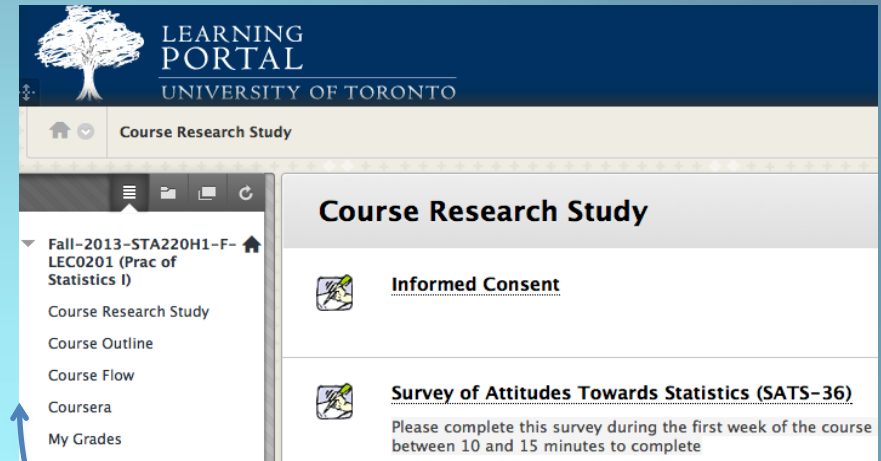 LEARNING
PORTAL
UNIVERSITY OF TORONTO
Course Research Study
Fall-2013-STA220H1-F-
LEC0201 (Prac of
Statistics I)
Course Research Study
Course Outline
Course Flow
Coursera
My Grades
Course Research Study
Informed Consent
Survey of Attitudes Towards Statistics (SATS-36)
Please complete this survey during the first week of the course
between 10 and 15 minutes to complete